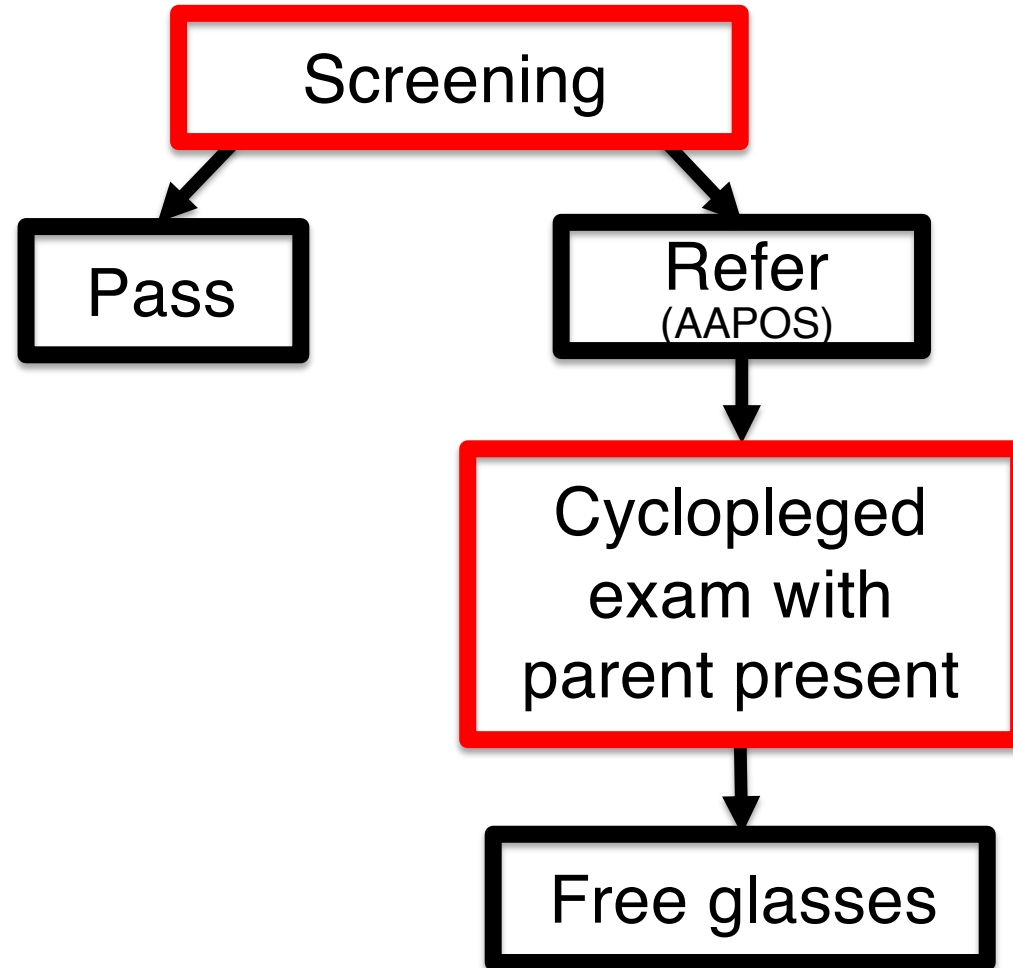 Screening
Pass
Refer
(AAPOS)
Cyclopleged
exam with
parent present
Free glasses